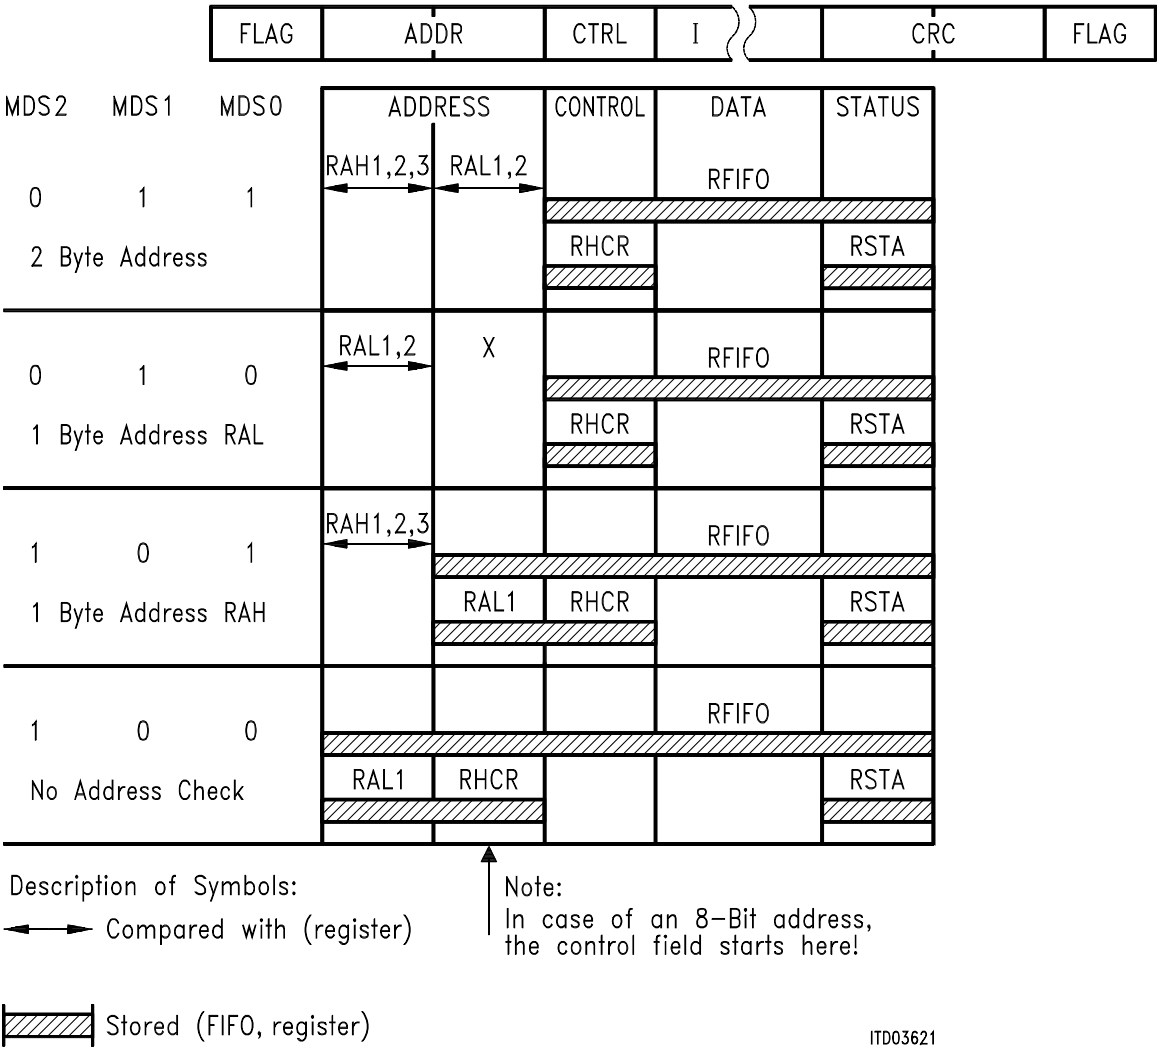 FLAG ADDR CTRL I CRC FLAG
MDS2 MDS1 MDS0 ADDRESS CONTROL DATA STATUS
RAH1,2,3 RAL1,2 RFIFO
0 1 1
RHCR RSTA
2 Byte Address
RAL1,2 X RFIFO
0 1 0
RHCR RSTA
1 Byte Address RAL
RAH1,2,3 RFIFO
1 0 1
RAL1 RHCR RSTA
1 Byte Address RAH
RFIFO
1 0 0
RAL1 RHCR RSTA
No Address Check
Description of Symbols:
Compared with (register)
Note:
In case of an 8-Bit address,
the control field starts here!
Stored (FIFO, register)
ITD03621